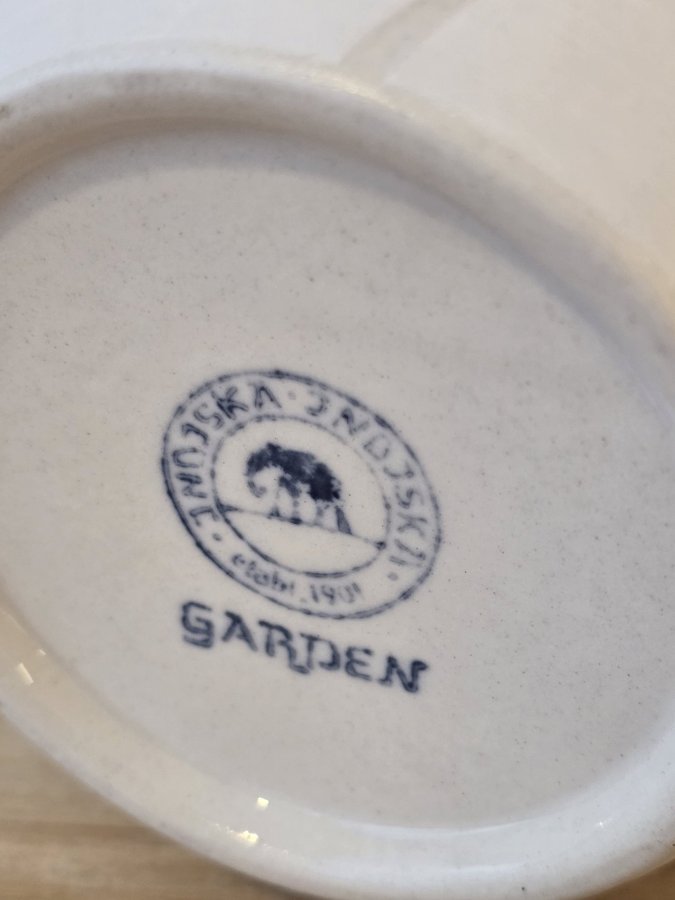 · INDISKA · INDISKA ·
etabl. 1901
GARDEN